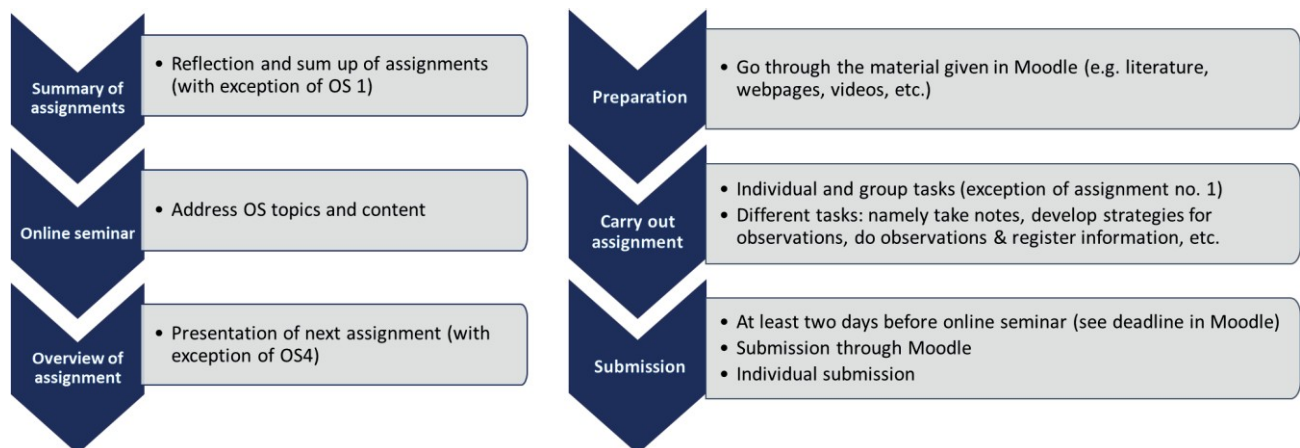 Summary of
assignments
• Reflection and sum up of assignments
(with exception of OS 1)
Online seminar
• Address OS topics and content
Overview of
assignment
• Presentation of next assignment (with
exception of OS4)
Preparation
• Go through the material given in Moodle (e.g. literature,
webpages, videos, etc.)
Carry out
assignment
• Individual and group tasks (exception of assignment no. 1)
• Different tasks: namely take notes, develop strategies for
observations, do observations & register information, etc.
Submission
• At least two days before online seminar (see deadline in Moodle)
• Submission through Moodle
• Individual submission